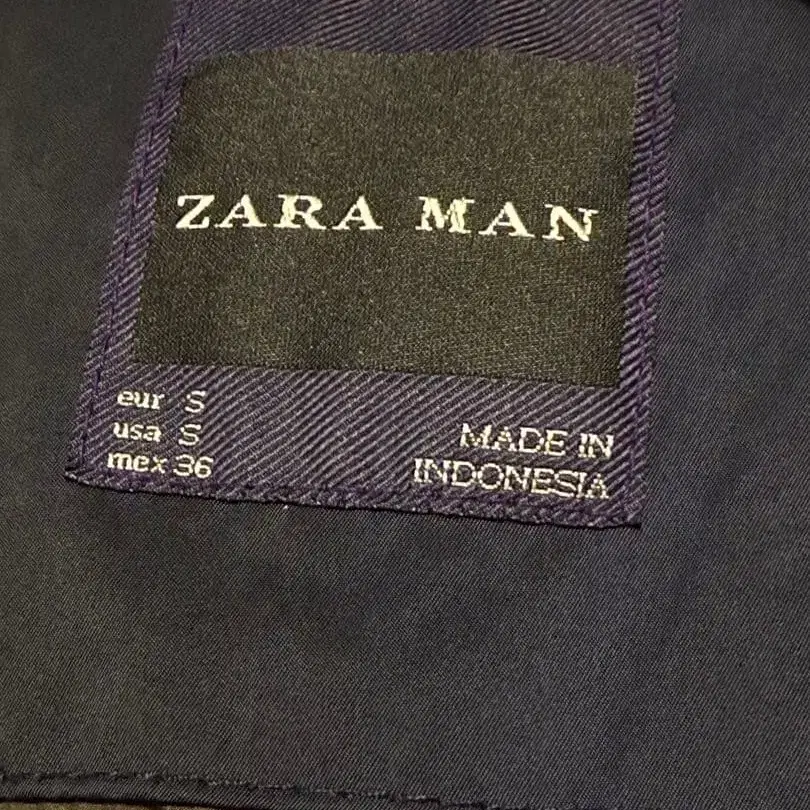 ZARA MAN
eur S
usa S
mex 36
MADE IN
INDONESIA